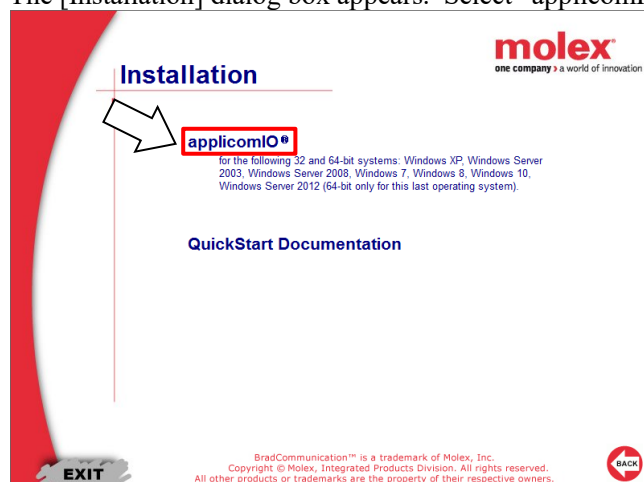 The [Installation] dialog box appears. Select "applicomI
molex®
one company > a world of innovation
Installation
applicomIO®
for the following 32 and 64-bit systems: Windows XP, Windows Server
2003, Windows Server 2008, Windows 7, Windows 8, Windows 10,
Windows Server 2012 (64-bit only for this last operating system).
QuickStart Documentation
BradCommunication™ is a trademark of Molex, Inc.
Copyright © Molex, Integrated Products Division. All rights reserved.
All other products or trademarks are the property of their respective owners.
EXIT
BACK